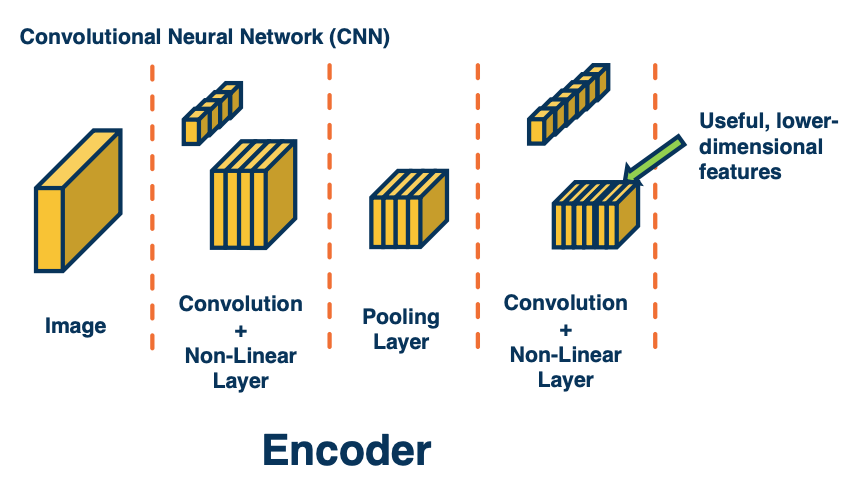 Convolutional Neural Network (CNN)
Useful, lower-
dimensional
features
Image
Convolution
+
Non-Linear
Layer
Pooling
Layer
Convolution
+
Non-Linear
Layer
Encoder